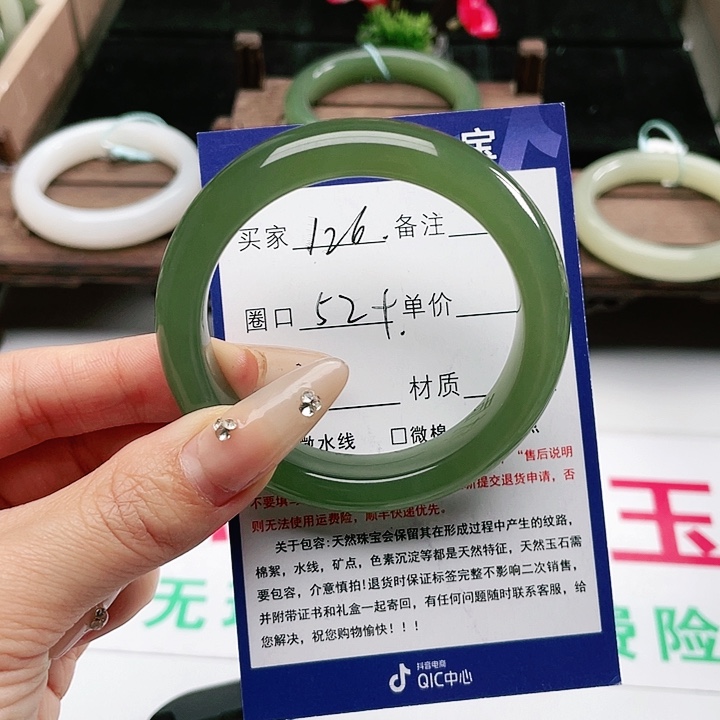 宝
买家 126. 备注
圈口 52+. 单价
材质
微水线 □微棉
"售后说明
提交退货申请，否
则无法使用运费险，顺丰快递优先。
关于包容：天然珠宝会保留其在形成过程中产生的纹路，
棉絮，水线，矿点，色素沉淀等都是天然特征，天然玉石需
要包容，介意慎拍！退货时保证标签完整不影响二次销售，
并附带证书和礼盒一起寄回，有任何问题随时联系客服，给
您解决，祝您购物愉快！！！
抖音电商
QIC中心
玉
无
费险